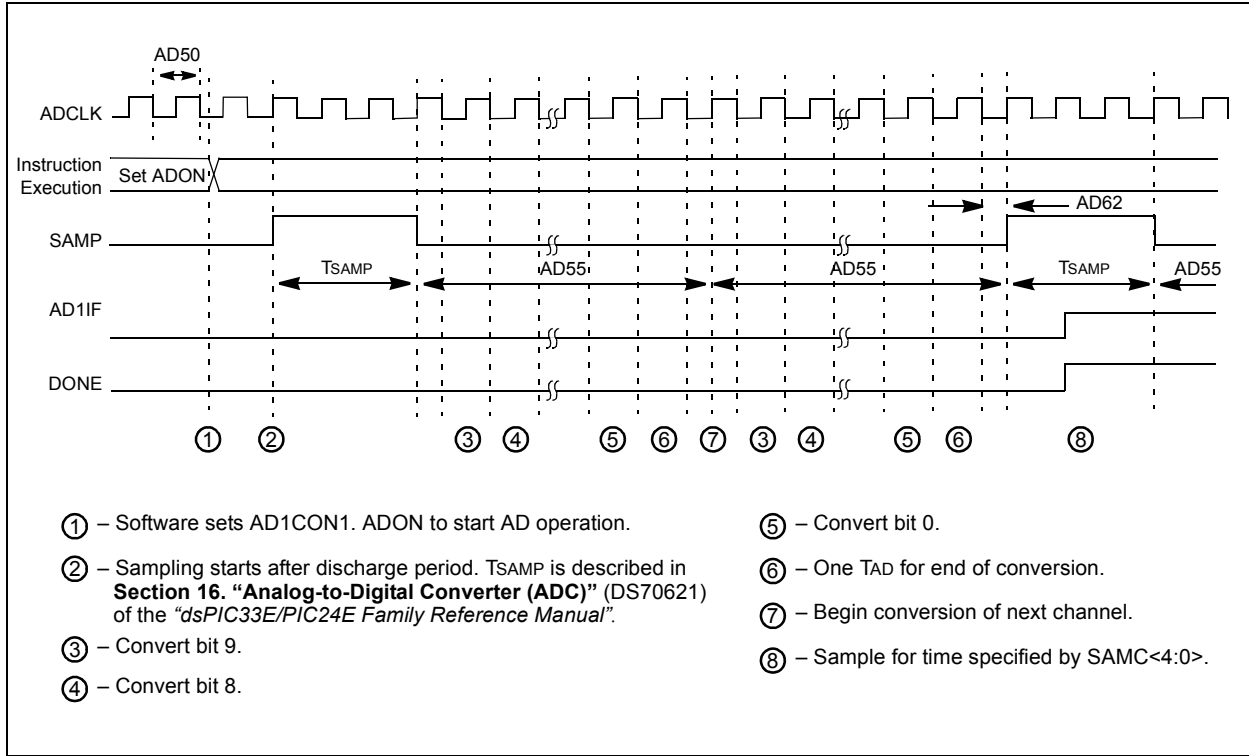 AD50
ADCLK
Instruction
Execution
Set ADON
AD62
SAMP
TSAMP
AD55
AD55
TSAMP
AD55
AD1IF
DONE
① ② ③ ④ ⑤ ⑥ ⑦ ③ ④ ⑤ ⑥ ⑧
① – Software sets AD1CON1. ADON to start AD operation.
② – Sampling starts after discharge period. TSAMP is described in
Section 16. “Analog-to-Digital Converter (ADC)” (DS70621)
of the “dsPIC33E/PIC24E Family Reference Manual”.
③ – Convert bit 9.
④ – Convert bit 8.
⑤ – Convert bit 0.
⑥ – One TAD for end of conversion.
⑦ – Begin conversion of next channel.
⑧ – Sample for time specified by SAMC<4:0>.